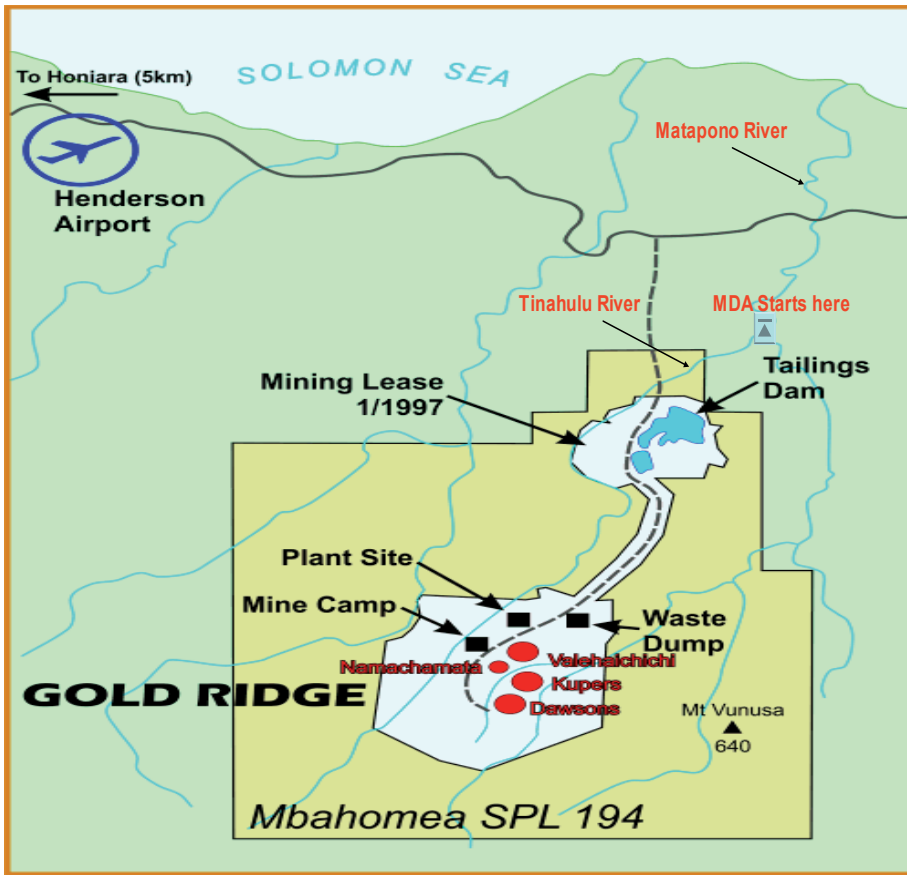 To Honiara (5km)
SOLOMON SEA
Matapono River
Henderson
Airport
Tinahulu River
MDA Starts here
Mining Lease
1/1997
Tailings
Dam
Plant Site
Mine Camp
Waste
Dump
Namachamata
Valehaichichi
Kupers
GOLD RIDGE
Dawsons
Mt Vunusa
640
Mbahomea SPL 194